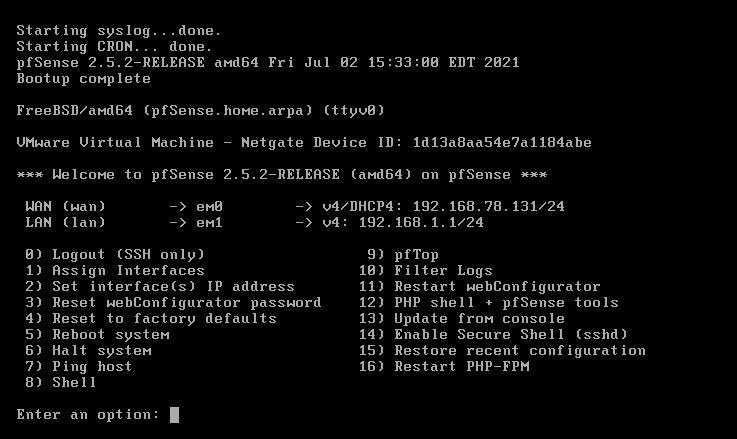 Starting syslog...done.
Starting CRON... done.
pfSense 2.5.2-RELEASE amd64 Fri Jul 02 15:33:00 EDT 2021
Bootup complete
FreeBSD/amd64 (pfSense.home.arpa) (ttyv0)
VMware Virtual Machine - Netgate Device ID: 1d13a8aa54e7a1184abe
*** Welcome to pfSense 2.5.2-RELEASE (amd64) on pfSense ***
WAN (wan)       -> em0        -> v4/DHCP4: 192.168.78.131/24
LAN (lan)       -> em1        -> v4: 192.168.1.1/24
0) Logout (SSH only)                  9) pfTop
1) Assign Interfaces                 10) Filter Logs
2) Set interface(s) IP address       11) Restart webConfigurator
3) Reset webConfigurator password    12) PHP shell + pfSense tools
4) Reset to factory defaults         13) Update from console
5) Reboot system                     14) Enable Secure Shell (sshd)
6) Halt system                       15) Restore recent configuration
7) Ping host                         16) Restart PHP-FPM
8) Shell
Enter an option: